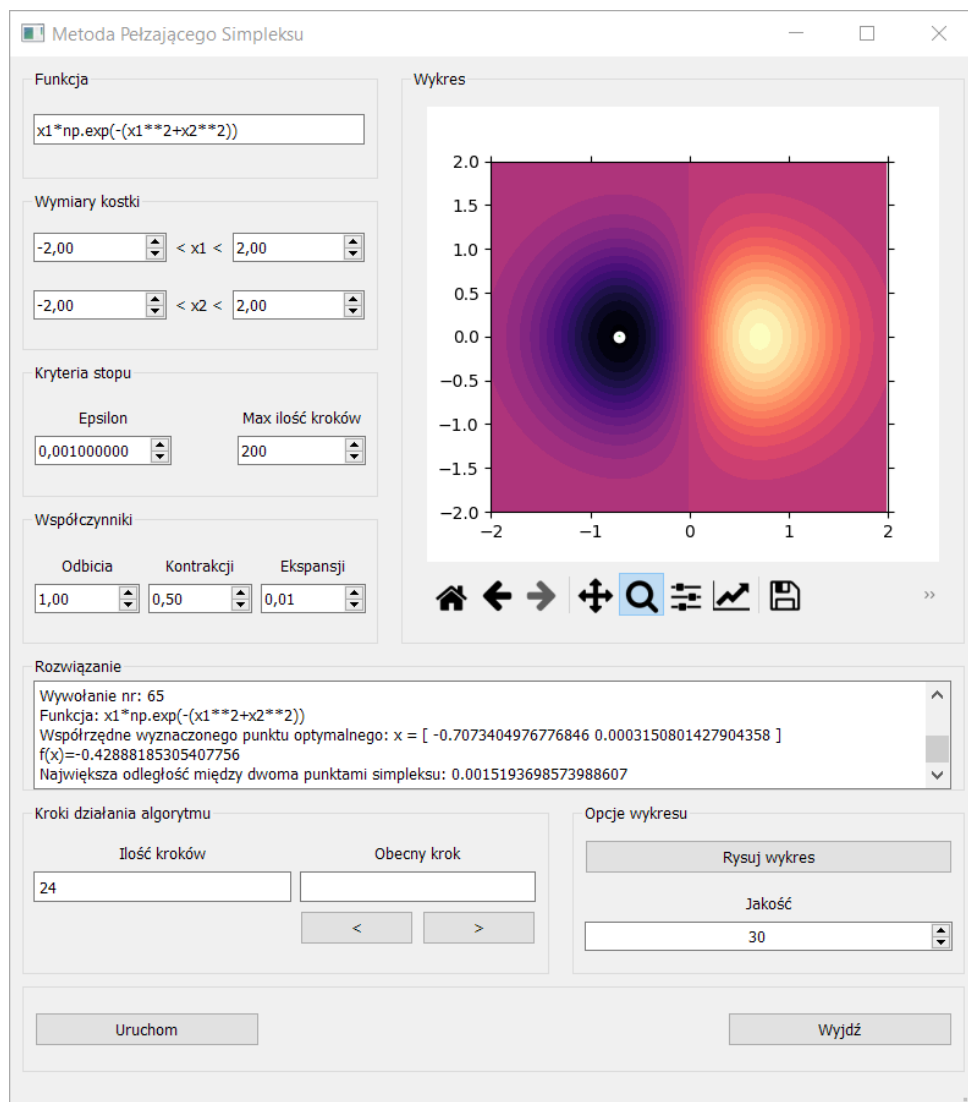 Metoda Pełzającego Simpleksu
Funkcja
x1*np.exp(-(x1**2+x2**2))
Wymiary kostki
-2,00 < x1 < 2,00
-2,00 < x2 < 2,00
Kryteria stopu
Epsilon Max ilość kroków
0,001000000 200
Współczynniki
Odbicia Kontrakcji Ekspansji
1,00 0,50 0,01
Wykres
2.0
1.5
1.0
0.5
0.0
−0.5
−1.0
−1.5
−2.0
−2 −1 0 1 2
Rozwiązanie
Wywołanie nr: 65
Funkcja: x1*np.exp(-(x1**2+x2**2))
Współrzędne wyznaczonego punktu optymalnego: x = [ -0.7073404976776846 0.0003150801427904358 ]
f(x)=-0.42888185305407756
Największa odległość między dwoma punktami simpleksu: 0.0015193698573988607
Kroki działania algorytmu
Ilość kroków Obecny krok
24
< >
Opcje wykresu
Rysuj wykres
Jakość
30
Uruchom Wyjdź